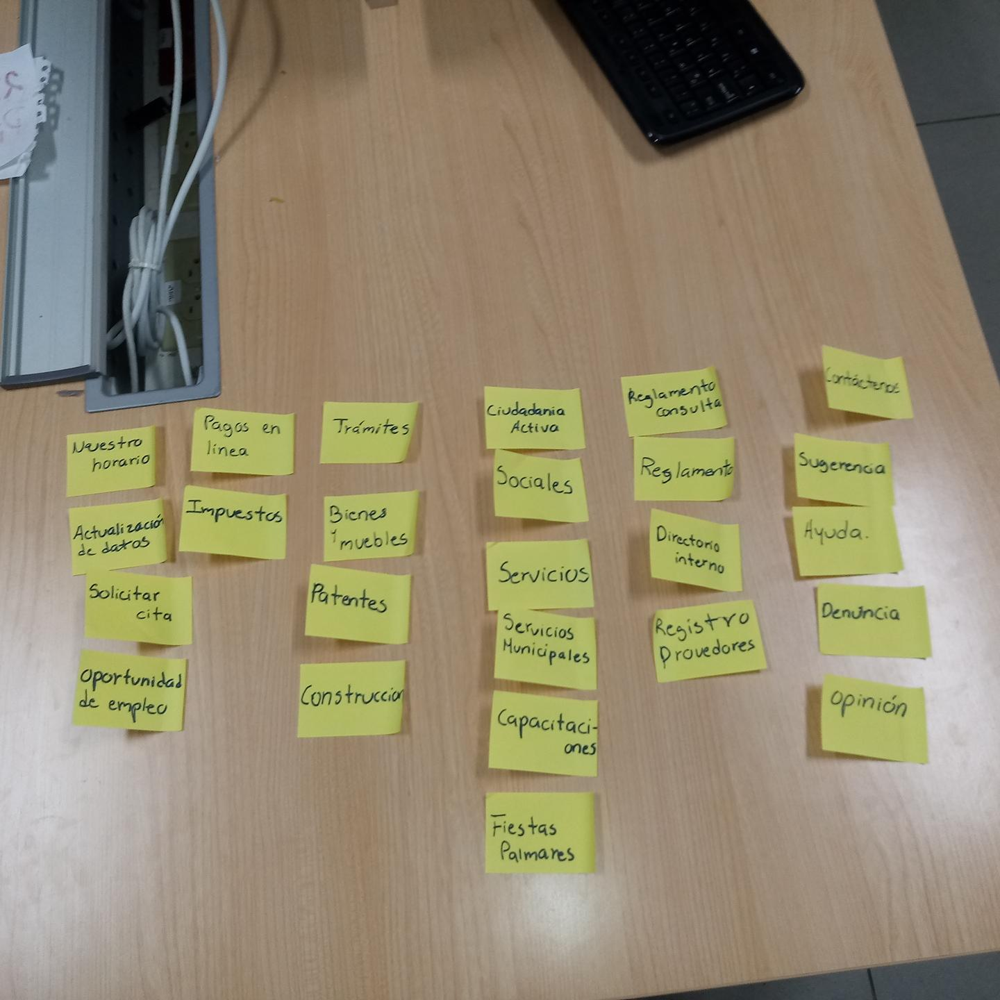 Nuestro
horario
Actualización
de datos
Solicitar
cita
Oportunidad
de empleo
Pagos en
linea
Impuestos
Trámites
Bienes
y muebles
Patentes
Construccion
Ciudadania
Activa
Sociales
Servicios
Servicios
Municipales
Capacitaci-
ones
Fiestas
Palmares
Reglamento
consulta
Reglamento
Directorio
interno
Registro
Provedores
Contáctenos
Sugerencia
Ayuda.
Denuncia
Opinión